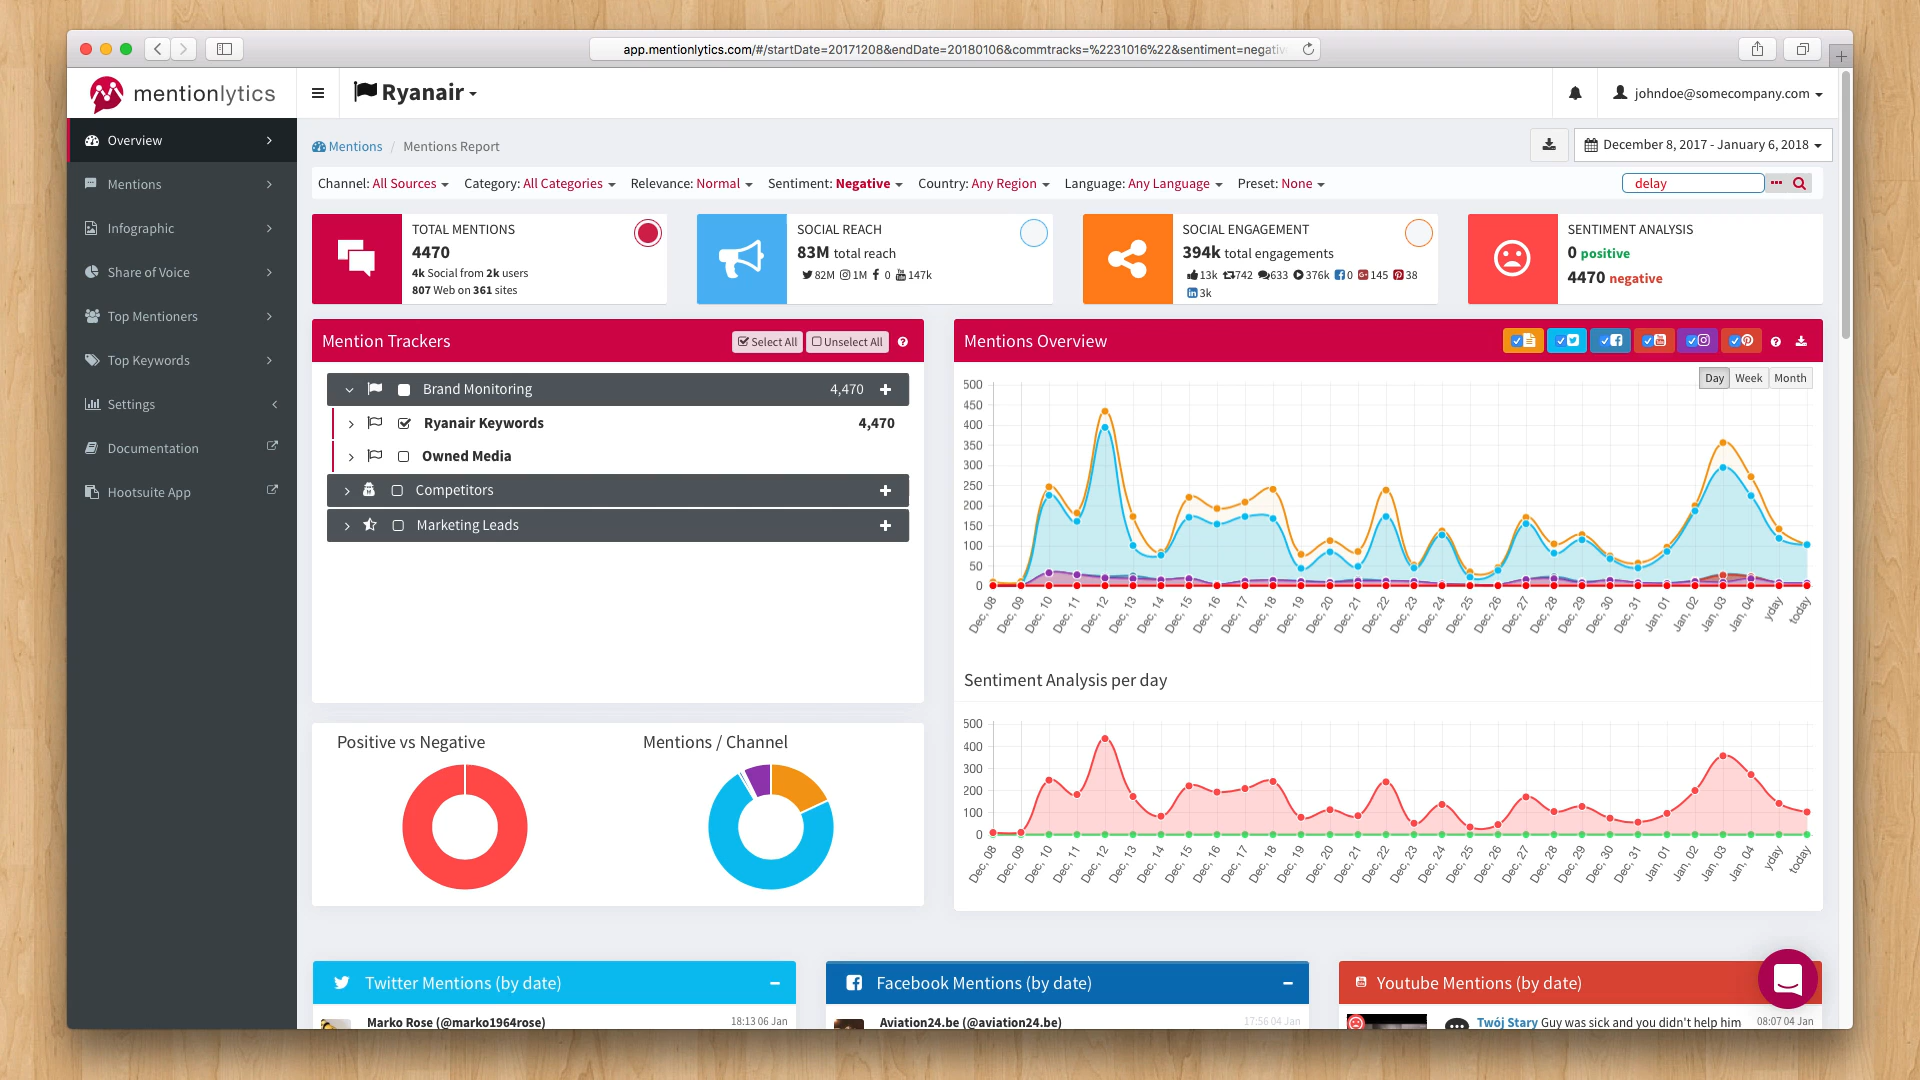 app.mentionlytics.com/#/startDate=20171208&endDate=20180106&commtracks=%2231016%22&sentiment=negativ
mentionlytics
Ryanair
johndoe@somecompany.com
Overview
Mentions
Infographic
Share of Voice
Top Mentioners
Top Keywords
Settings
Documentation
Hootsuite App
Mentions / Mentions Report
December 8, 2017 - January 6, 2018
Channel: All Sources Category: All Categories Relevance: Normal Sentiment: Negative Country: Any Region Language: Any Language Preset: None
delay
TOTAL MENTIONS
4470
4k Social from 2k users
807 Web on 361 sites
SOCIAL REACH
83M total reach
82M 1M 0 147k
SOCIAL ENGAGEMENT
394k total engagements
13k 742 633 376k 0 145 38
3k
SENTIMENT ANALYSIS
0 positive
4470 negative
Mention Trackers
Select All Unselect All
Brand Monitoring 4,470
Ryanair Keywords 4,470
Owned Media
Competitors
Marketing Leads
Positive vs Negative
Mentions / Channel
Mentions Overview
Day Week Month
500
450
400
350
300
250
200
150
100
50
0
Dec, 08 Dec, 09 Dec, 10 Dec, 11 Dec, 12 Dec, 13 Dec, 14 Dec, 15 Dec, 16 Dec, 17 Dec, 18 Dec, 19 Dec, 20 Dec, 21 Dec, 22 Dec, 23 Dec, 24 Dec, 25 Dec, 26 Dec, 27 Dec, 28 Dec, 29 Dec, 30 Dec, 31 Jan, 01 Jan, 02 Jan, 03 Jan, 04 yday today
Sentiment Analysis per day
500
400
300
200
100
0
Dec, 08 Dec, 09 Dec, 10 Dec, 11 Dec, 12 Dec, 13 Dec, 14 Dec, 15 Dec, 16 Dec, 17 Dec, 18 Dec, 19 Dec, 20 Dec, 21 Dec, 22 Dec, 23 Dec, 24 Dec, 25 Dec, 26 Dec, 27 Dec, 28 Dec, 29 Dec, 30 Dec, 31 Jan, 01 Jan, 02 Jan, 03 Jan, 04 yday today
Twitter Mentions (by date)
Marko Rose (@marko1964rose) 18:13 06 Jan
Facebook Mentions (by date)
Aviation24.be (@aviation24.be) 17:56 04 Jan
Youtube Mentions (by date)
Twój Stary Guy was sick and you didn't help him 08:07 04 Jan